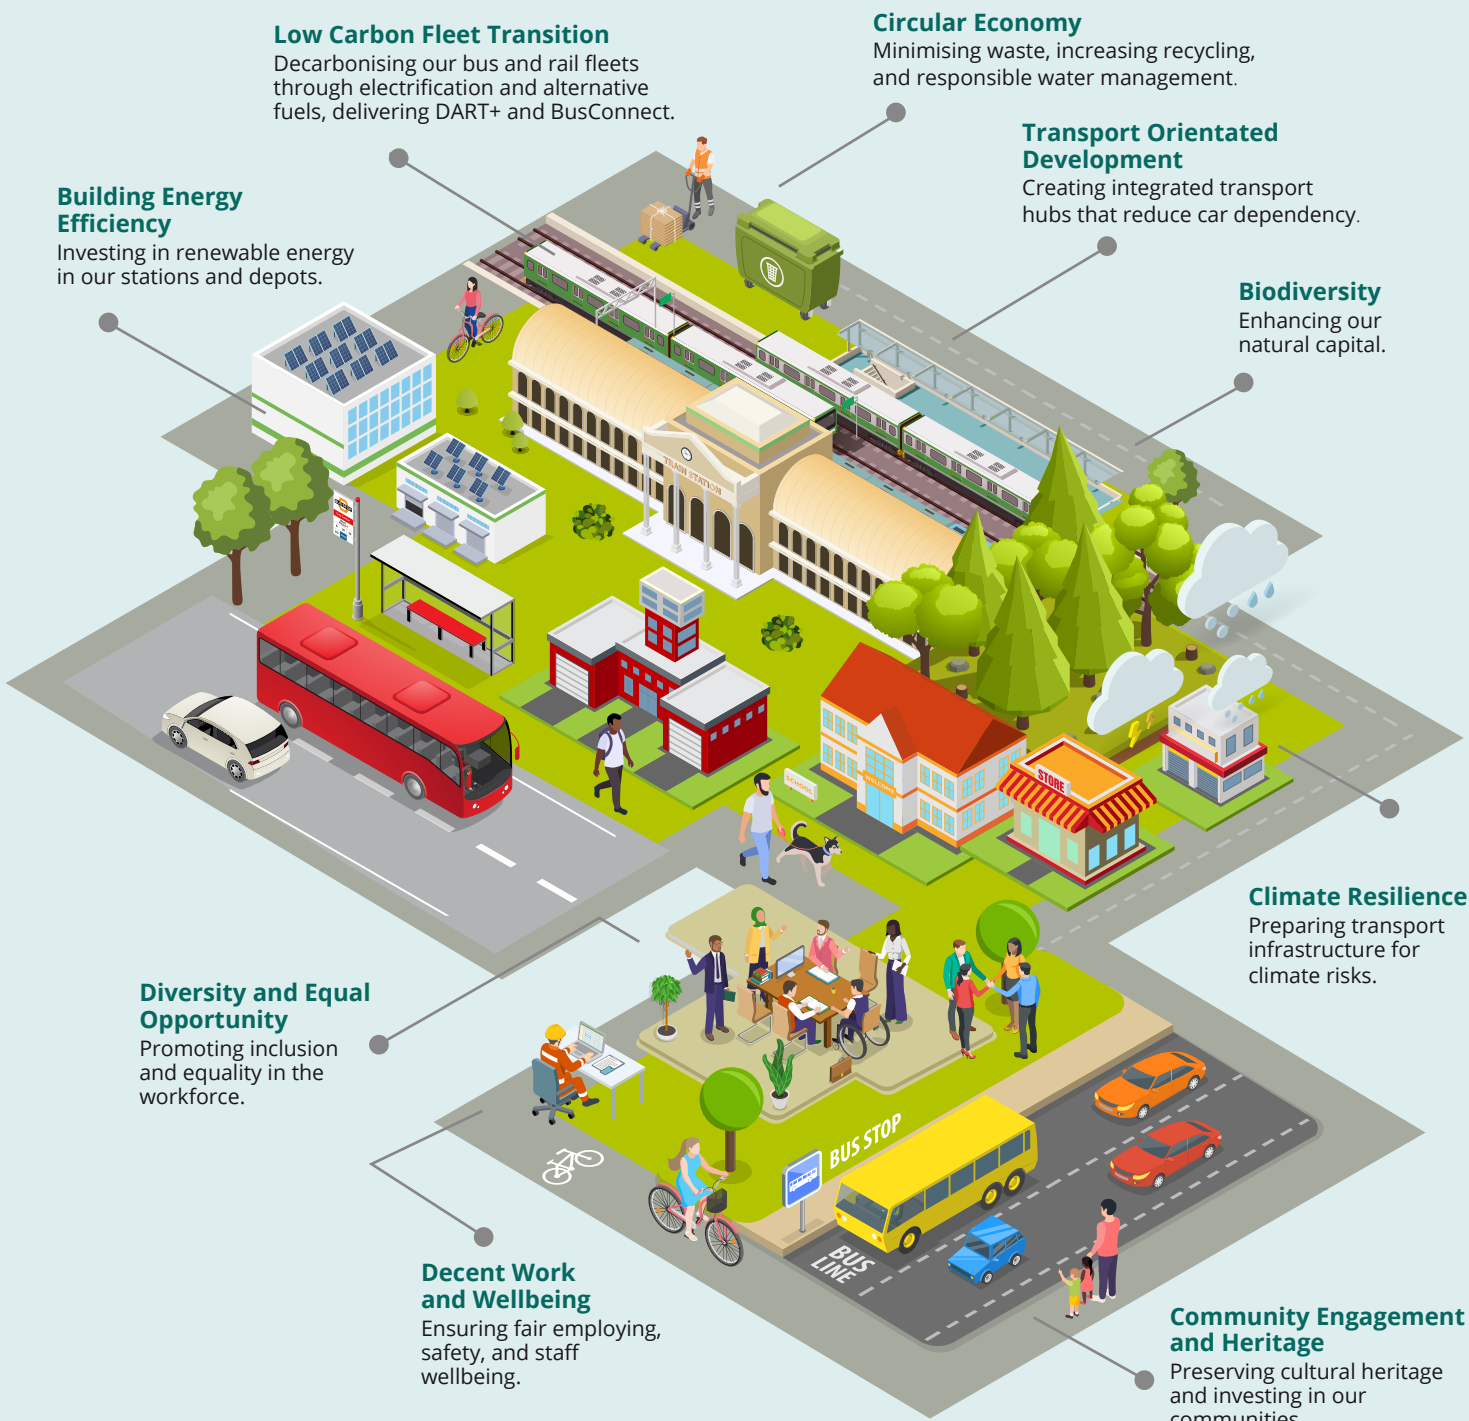 Low Carbon Fleet Transition
Decarbonising our bus and rail fleets
through electrification and alternative
fuels, delivering DART+ and BusConnect.
Circular Economy
Minimising waste, increasing recycling,
and responsible water management.
Transport Orientated
Development
Creating integrated transport
hubs that reduce car dependency.
Building Energy
Efficiency
Investing in renewable energy
in our stations and depots.
Biodiversity
Enhancing our
natural capital.
TRAIN STATION
SCHOOL
WELCOME
STORE
Climate Resilience
Preparing transport
infrastructure for
climate risks.
Diversity and Equal
Opportunity
Promoting inclusion
and equality in the
workforce.
BUS STOP
BUS
LINE
Decent Work
and Wellbeing
Ensuring fair employing,
safety, and staff
wellbeing.
Community Engagement
and Heritage
Preserving cultural heritage
and investing in our
communities.